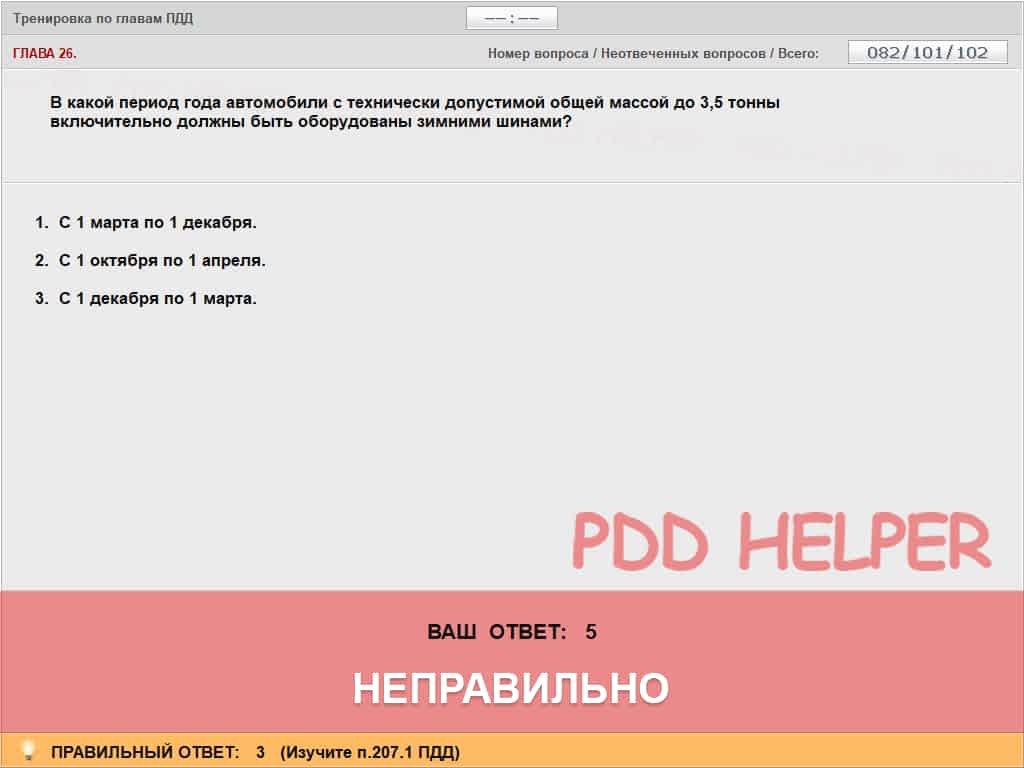 Тренировка по главам ПДД
—— : ——
ГЛАВА 26.
Номер вопроса / Неотвеченных вопросов / Всего:
082/101/102
В какой период года автомобили с технически допустимой общей массой до 3,5 тонны
включительно должны быть оборудованы зимними шинами?
1. С 1 марта по 1 декабря.
2. С 1 октября по 1 апреля.
3. С 1 декабря по 1 марта.
PDD HELPER
ВАШ ОТВЕТ: 5
НЕПРАВИЛЬНО
ПРАВИЛЬНЫЙ ОТВЕТ: 3 (Изучите п.207.1 ПДД)